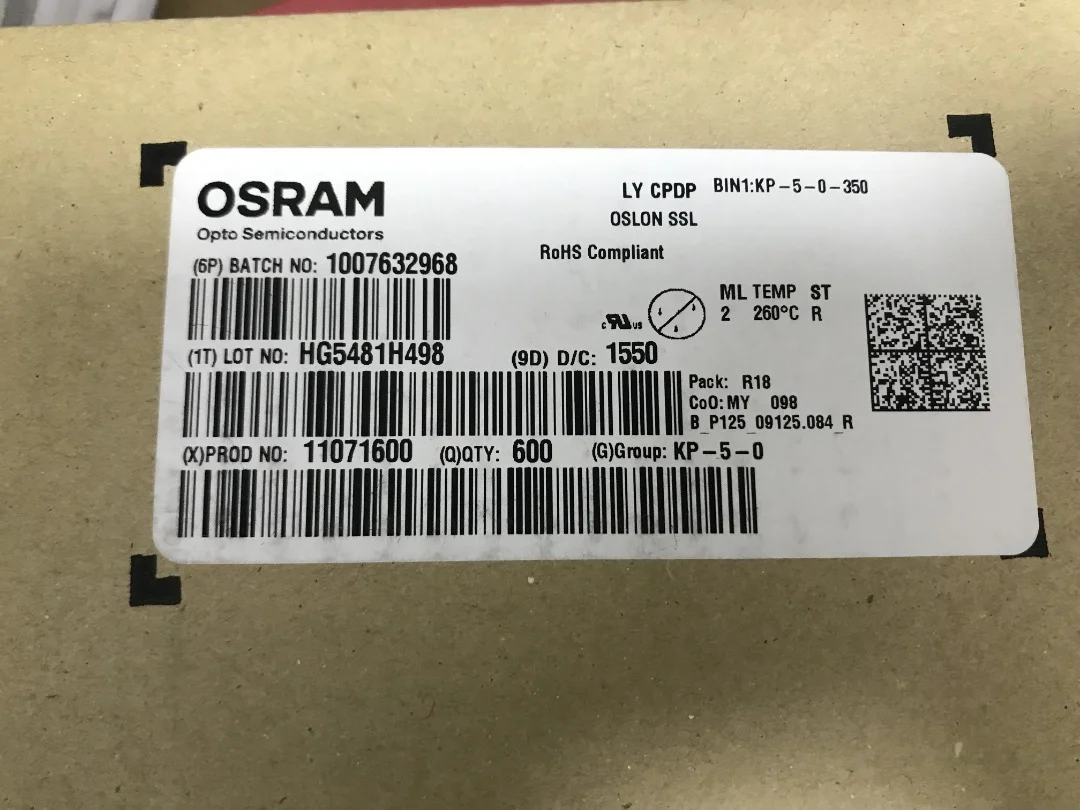 OSRAM
Opto Semiconductors
LY CPDP BIN1:KP-5-0-350
OSLON SSL
RoHS Compliant
(6P) BATCH NO: 1007632968
ML TEMP ST
2 260°C R
c RU us
(1T) LOT NO: HG5481H498 (9D) D/C: 1550
Pack: R18
CoO: MY 098
B_P125_09125.084_R
(X)PROD NO: 11071600 (Q)QTY: 600 (G)Group: KP-5-0